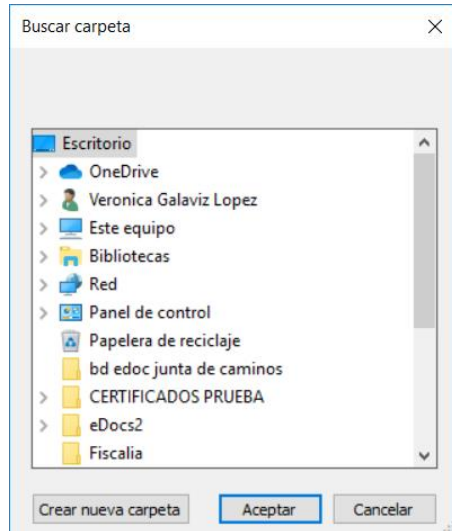 Buscar carpeta
Escritorio
OneDrive
Veronica Galaviz Lopez
Este equipo
Bibliotecas
Red
Panel de control
Papelera de reciclaje
bd edoc junta de caminos
CERTIFICADOS PRUEBA
eDocs2
Fiscalia
Crear nueva carpeta Aceptar Cancelar